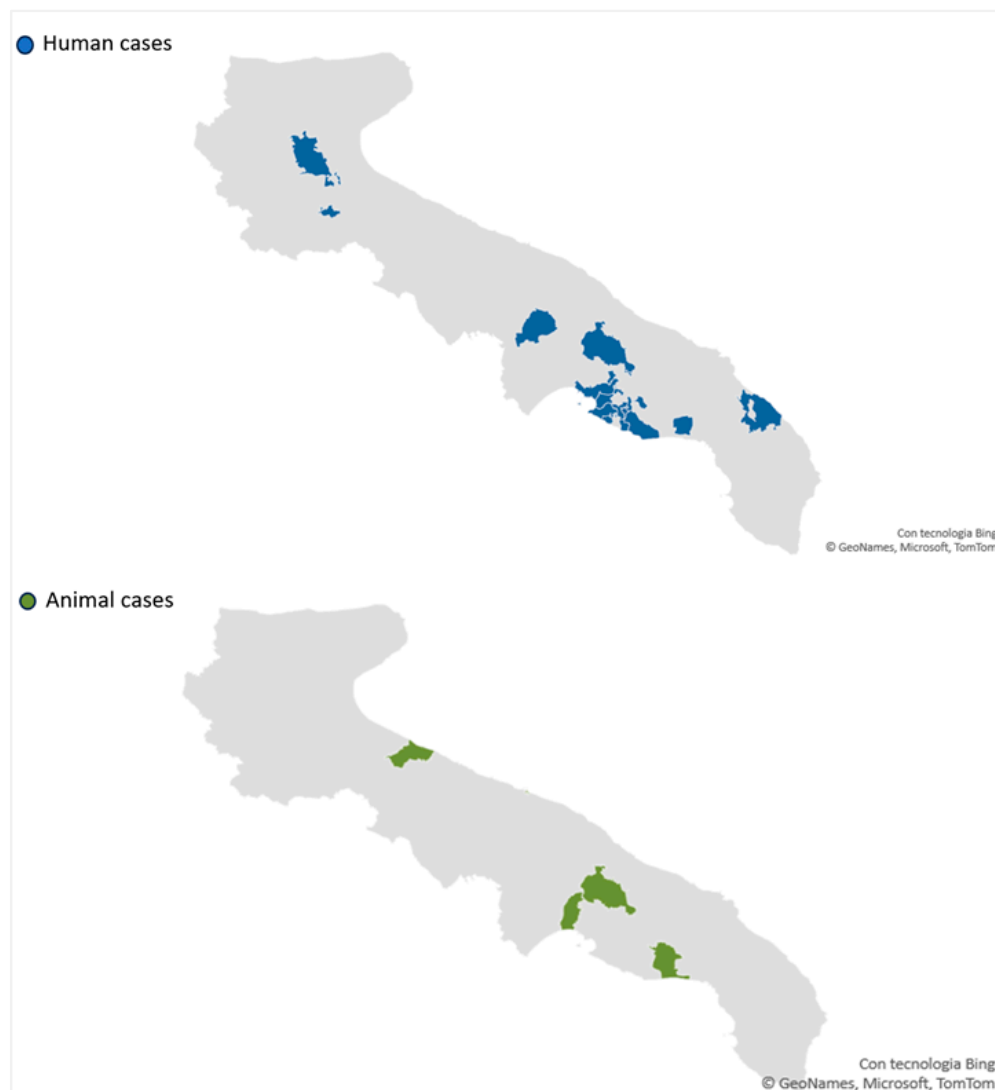 Human cases
Con tecnologia Bing
© GeoNames, Microsoft, TomTom
Animal cases
Con tecnologia Bing
© GeoNames, Microsoft, TomTom